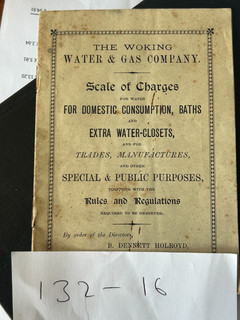 THE WOKING
WATER & GAS COMPANY.
Scale of Charges
FOR WATER
FOR DOMESTIC CONSUMPTION, BATHS
AND
EXTRA WATER-CLOSETS,
AND FOR
TRADES, MANUFACTURES,
AND OTHER
SPECIAL & PUBLIC PURPOSES,
TOGETHER WITH THE
Rules and Regulations
REQUIRED TO BE OBSERVED.
By order of the Directors,
B. DENNETT HOLROYD,
132-16